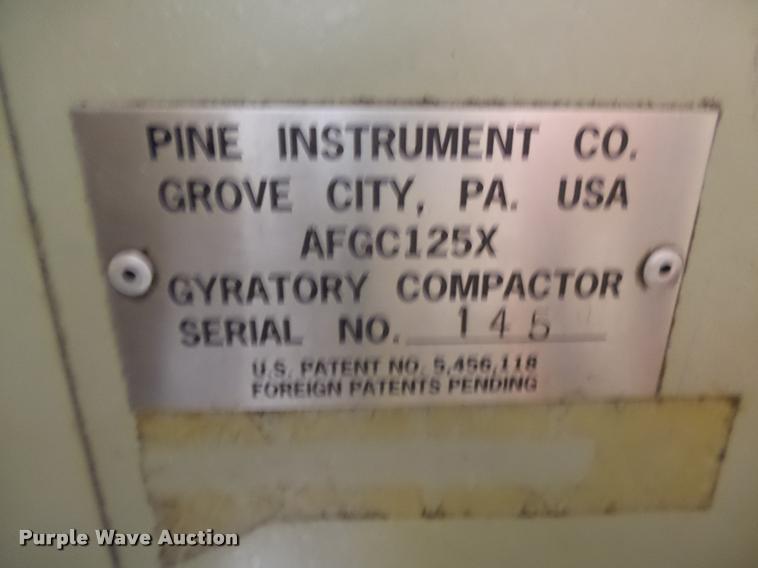 PINE INSTRUMENT CO.
GROVE CITY, PA. USA
AFGC125X
GYRATORY COMPACTOR
SERIAL NO. 145
U.S. PATENT NO. 5,456,118
FOREIGN PATENTS PENDING
Purple Wave Auction